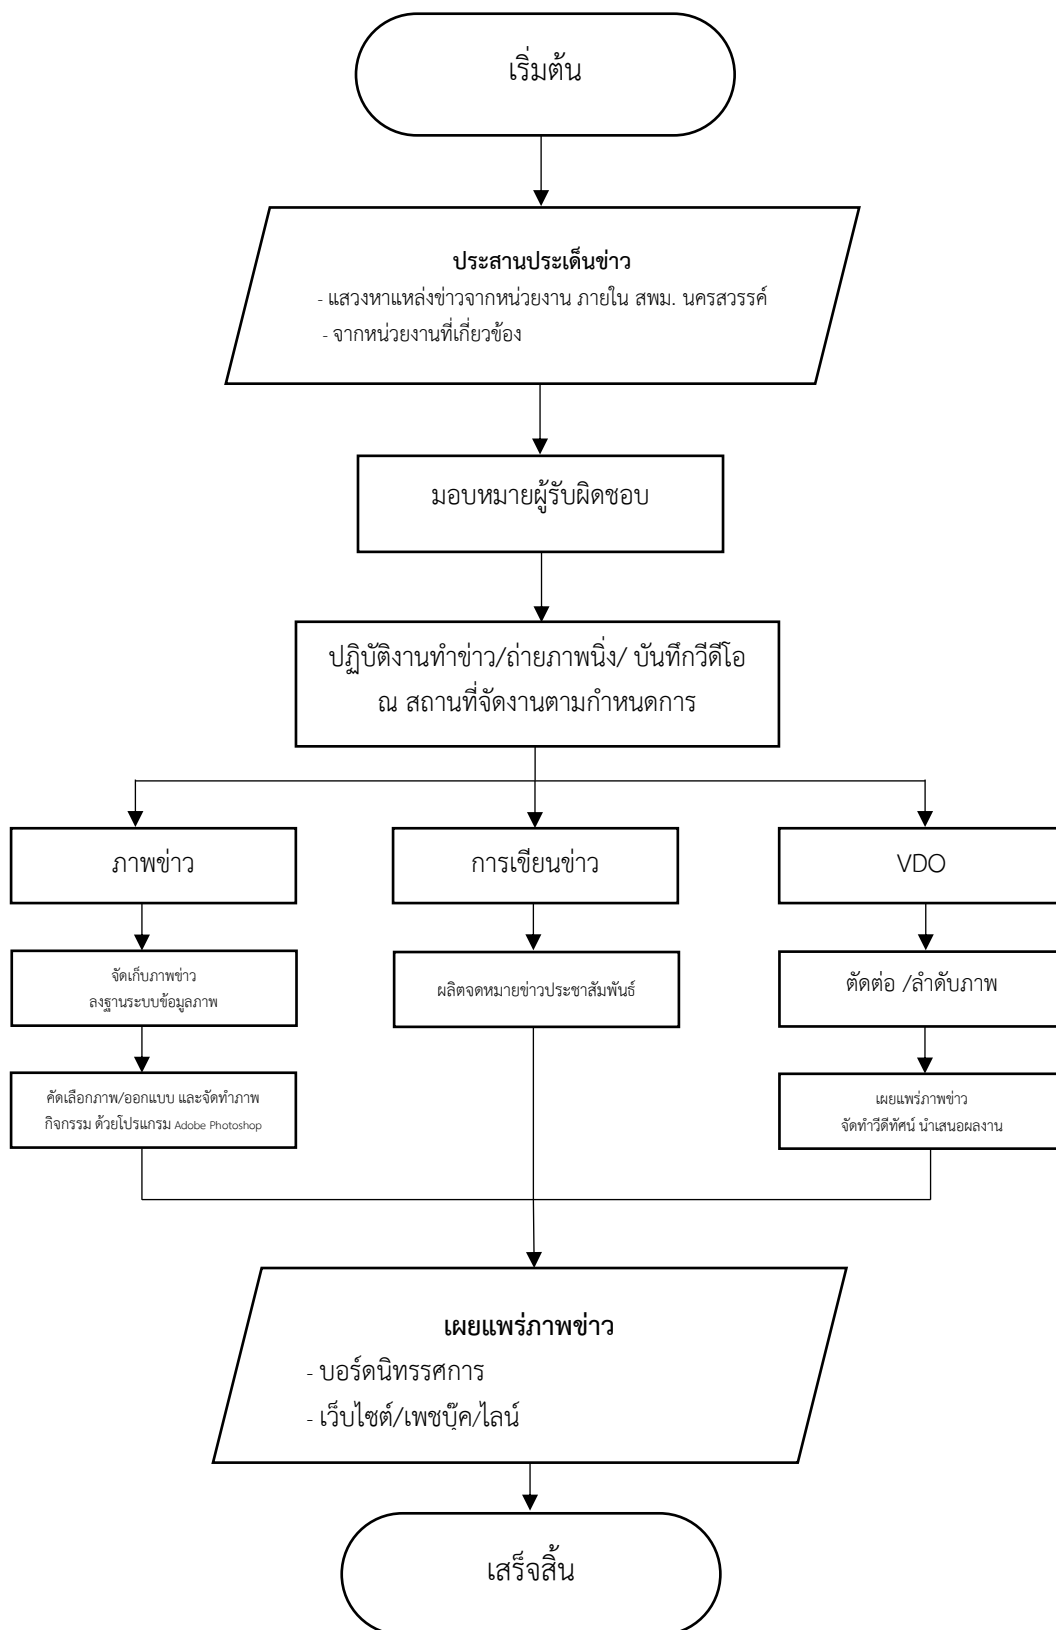 เริ่มต้น
ประสานประเด็นข่าว
- แสวงหาแหล่งข่าวจากหน่วยงาน ภายใน สพม. นครสวรรค์
- จากหน่วยงานที่เกี่ยวข้อง
มอบหมายผู้รับผิดชอบ
ปฏิบัติงานทำข่าว/ถ่ายภาพนิ่ง/ บันทึกวีดีโอ
ณ สถานที่จัดงานตามกำหนดการ
ภาพข่าว
การเขียนข่าว
VDO
จัดเก็บภาพข่าว
ลงฐานระบบข้อมูลภาพ
ผลิตจดหมายข่าวประชาสัมพันธ์
ตัดต่อ /ลำดับภาพ
คัดเลือกภาพ/ออกแบบ และจัดทำภาพ
กิจกรรม ด้วยโปรแกรม Adobe Photoshop
เผยแพร่ภาพข่าว
จัดทำวีดีทัศน์ นำเสนอผลงาน
เผยแพร่ภาพข่าว
- บอร์ดนิทรรศการ
- เว็บไซต์/เพชบุ๊ค/ไลน์
เสร็จสิ้น